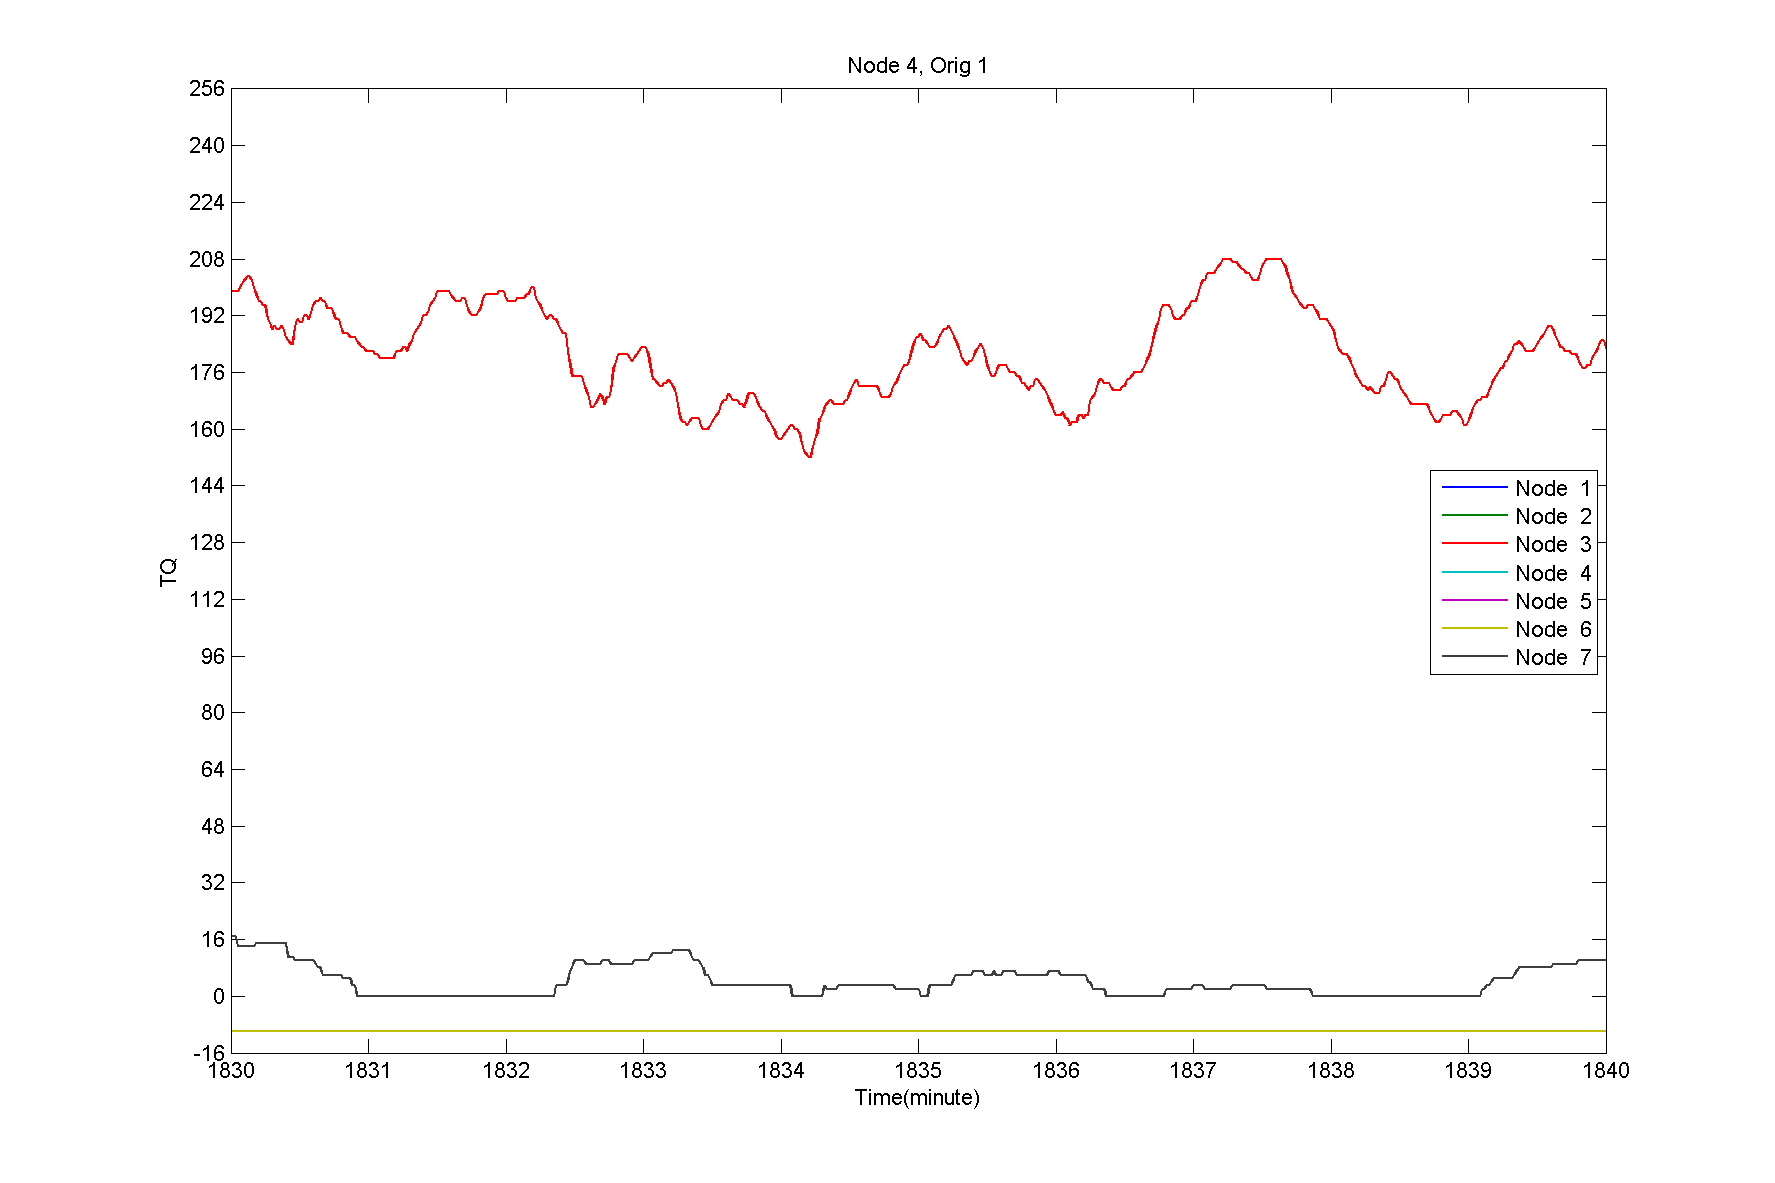 Node 4, Orig 1
256
240
224
208
192
176
160
144
128
112
96
80
64
48
32
16
0
-16
TQ
Node 1
Node 2
Node 3
Node 4
Node 5
Node 6
Node 7
1830 1831 1832 1833 1834 1835 1836 1837 1838 1839 1840
Time(minute)